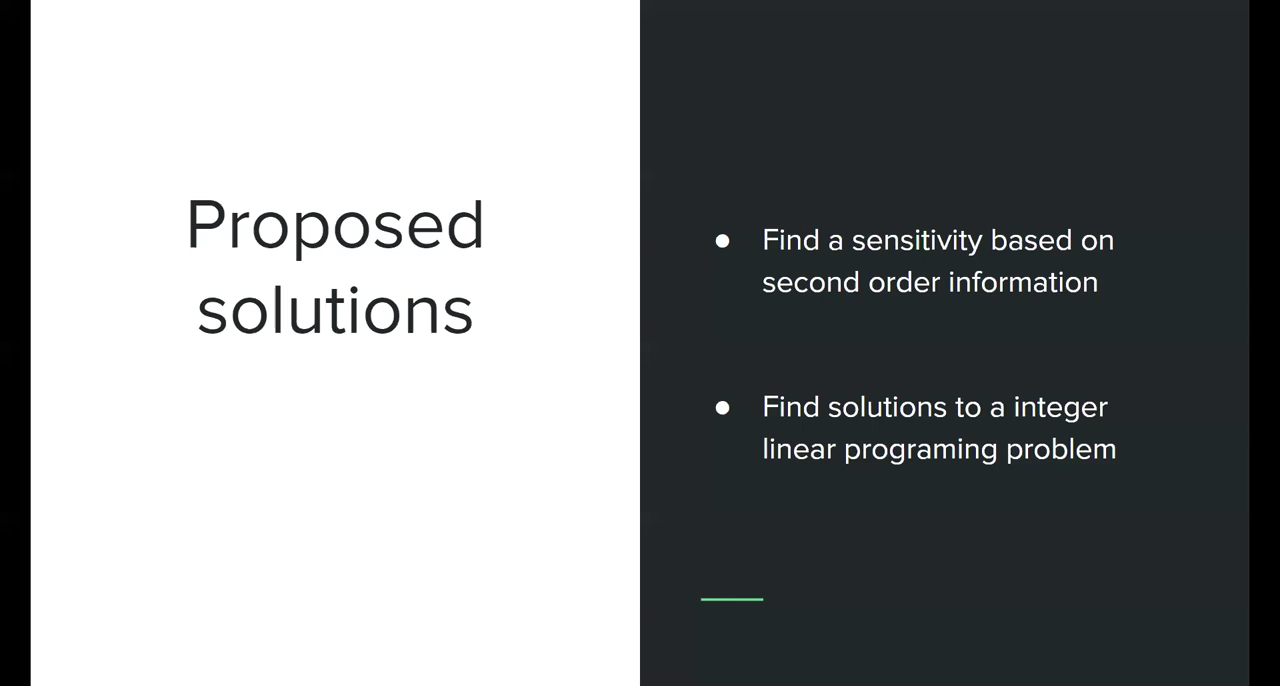 Proposed
solutions
● Find a sensitivity based on
second order information
● Find solutions to a integer
linear programing problem